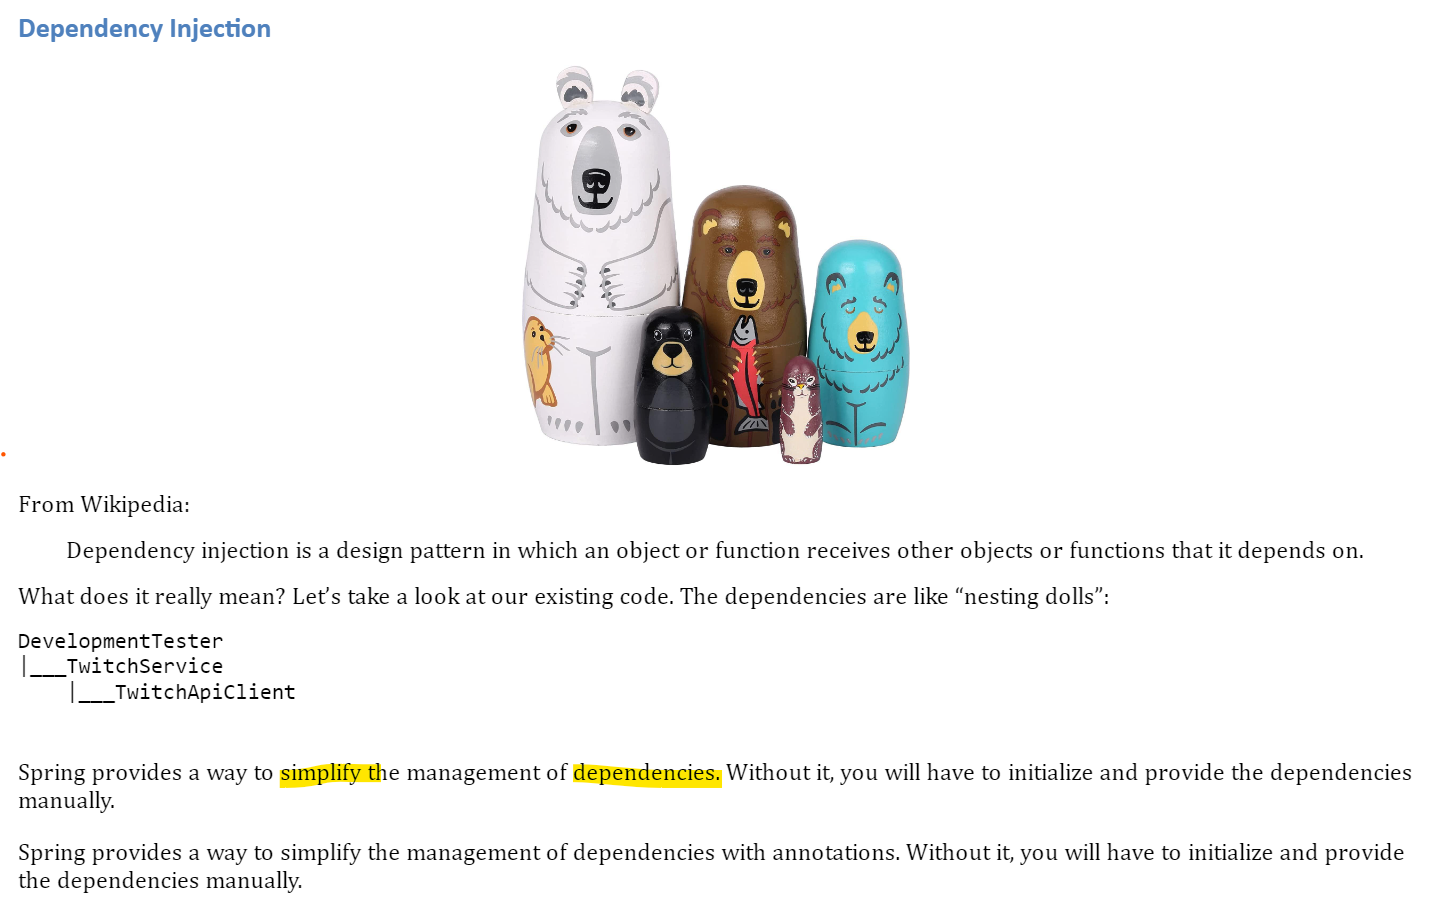 Dependency Injection
From Wikipedia:
Dependency injection is a design pattern in which an object or function receives other objects or functions that it depends on.
What does it really mean? Let’s take a look at our existing code. The dependencies are like “nesting dolls”:
DevelopmentTester
|___TwitchService
    |___TwitchApiClient
Spring provides a way to simplify the management of dependencies. Without it, you will have to initialize and provide the dependencies
manually.
Spring provides a way to simplify the management of dependencies with annotations. Without it, you will have to initialize and provide
the dependencies manually.